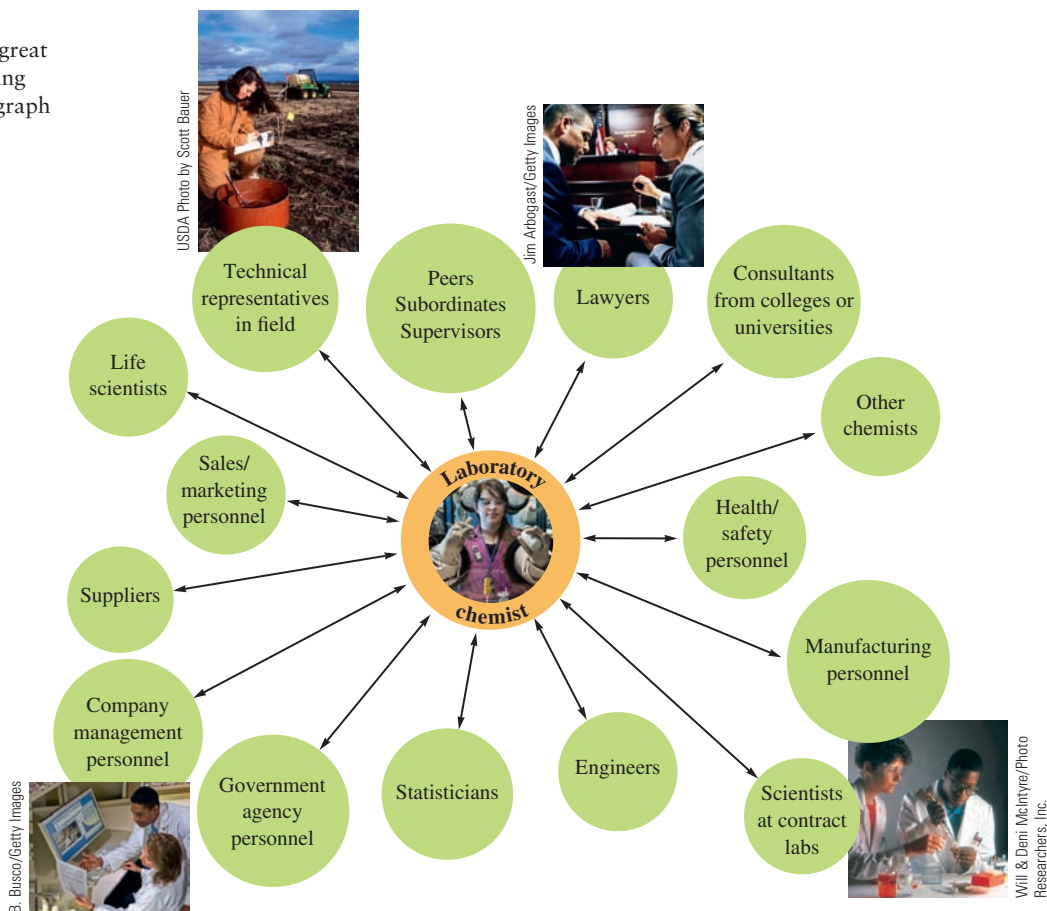 great
ing
graph
USDA Photo by Scott Bauer
Jim Arbogast/Getty Images
Technical
representatives
in field
Peers
Subordinates
Supervisors
Lawyers
Consultants
from colleges or
universities
Life
scientists
Other
chemists
Sales/
marketing
personnel
Laboratory
chemist
Health/
safety
personnel
Suppliers
Manufacturing
personnel
Company
management
personnel
Government
agency
personnel
Statisticians
Engineers
Scientists
at contract
labs
B. Busco/Getty Images
Will & Deni McIntyre/Photo
Researchers, Inc.